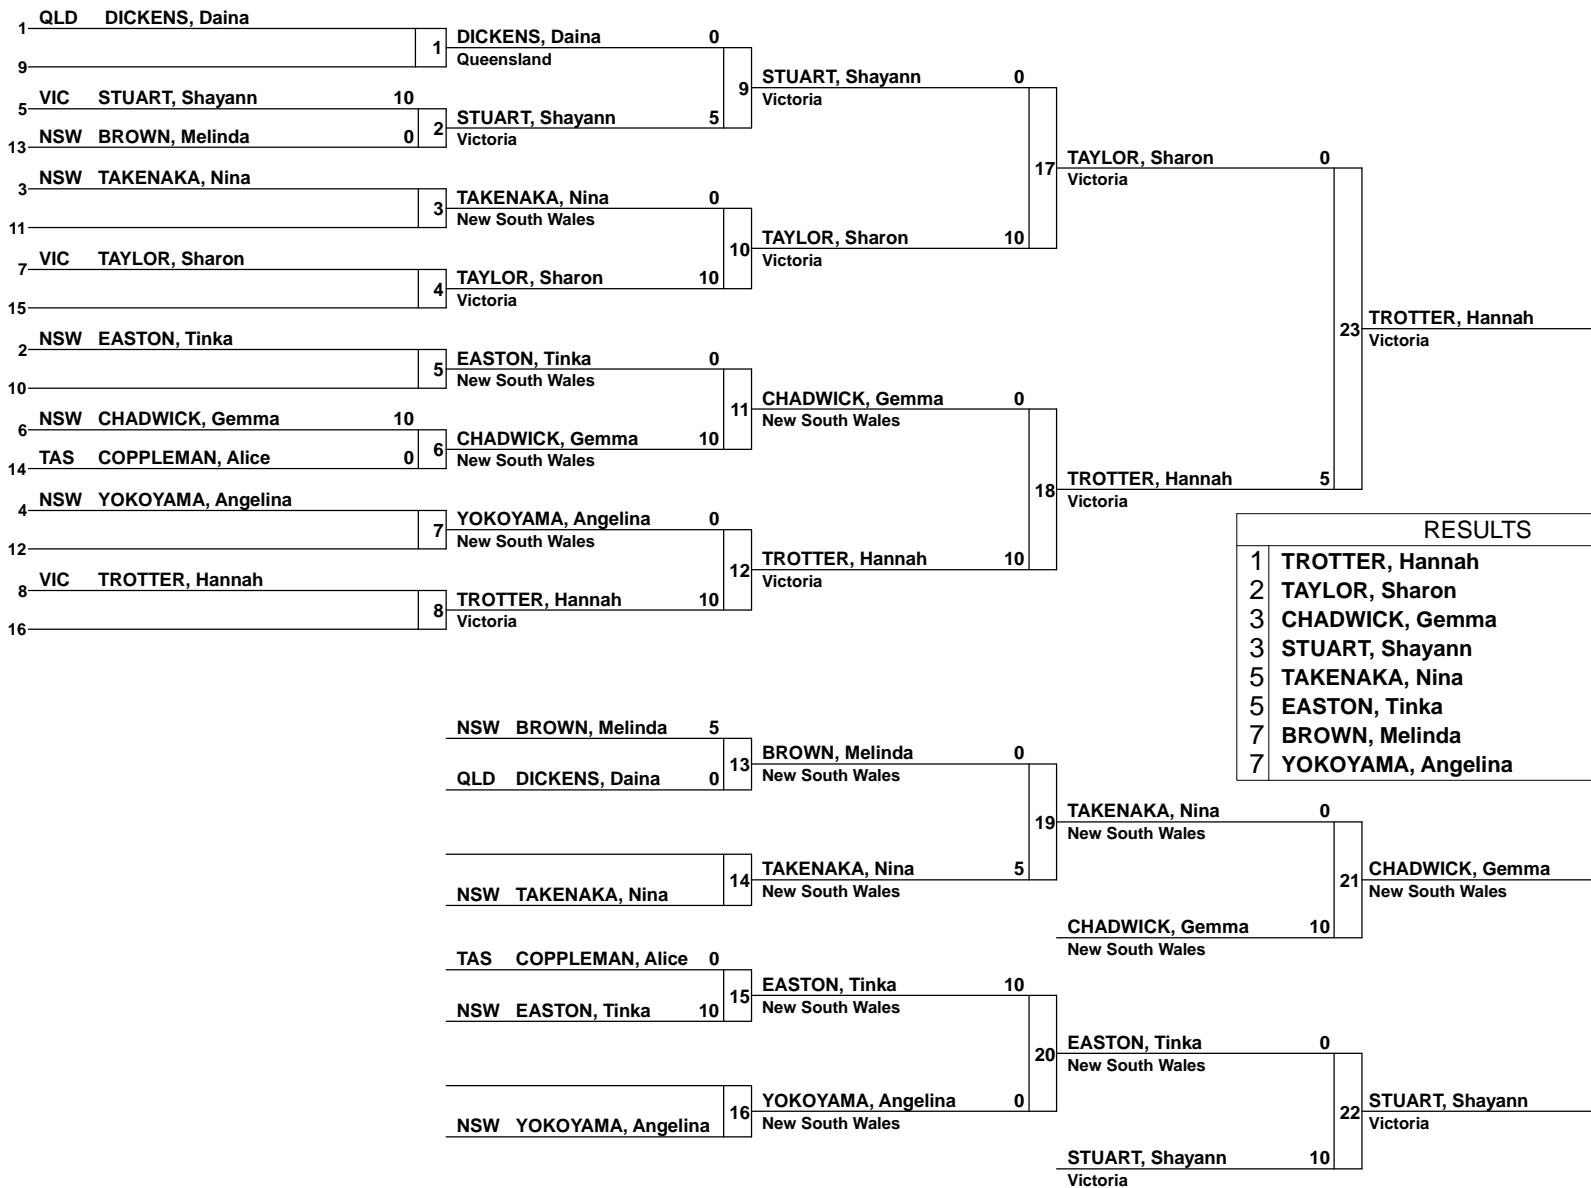 1 QLD DICKENS, Daina
9
1 DICKENS, Daina 0
Queensland
5 VIC STUART, Shayann 10
13 NSW BROWN, Melinda 0
2 STUART, Shayann 5
Victoria
9 STUART, Shayann 0
Victoria
3 NSW TAKENAKA, Nina
11
3 TAKENAKA, Nina 0
New South Wales
7 VIC TAYLOR, Sharon
15
4 TAYLOR, Sharon 10
Victoria
10 TAYLOR, Sharon 10
Victoria
17 TAYLOR, Sharon 0
Victoria
2 NSW EASTON, Tinka
10
5 EASTON, Tinka 0
New South Wales
6 NSW CHADWICK, Gemma 10
14 TAS COPPLEMAN, Alice 0
6 CHADWICK, Gemma 10
New South Wales
11 CHADWICK, Gemma 0
New South Wales
4 NSW YOKOYAMA, Angelina
12
7 YOKOYAMA, Angelina 0
New South Wales
8 VIC TROTTER, Hannah
16
8 TROTTER, Hannah 10
Victoria
12 TROTTER, Hannah 10
Victoria
18 TROTTER, Hannah 5
Victoria
23 TROTTER, Hannah
Victoria
RESULTS
1 TROTTER, Hannah
2 TAYLOR, Sharon
3 CHADWICK, Gemma
3 STUART, Shayann
5 TAKENAKA, Nina
5 EASTON, Tinka
7 BROWN, Melinda
7 YOKOYAMA, Angelina
NSW BROWN, Melinda 5
QLD DICKENS, Daina 0
13 BROWN, Melinda 0
New South Wales
NSW TAKENAKA, Nina
14 TAKENAKA, Nina 5
New South Wales
19 TAKENAKA, Nina 0
New South Wales
CHADWICK, Gemma 10
New South Wales
21 CHADWICK, Gemma
New South Wales
TAS COPPLEMAN, Alice 0
NSW EASTON, Tinka 10
15 EASTON, Tinka 10
New South Wales
NSW YOKOYAMA, Angelina
16 YOKOYAMA, Angelina 0
New South Wales
20 EASTON, Tinka 0
New South Wales
STUART, Shayann 10
Victoria
22 STUART, Shayann
Victoria